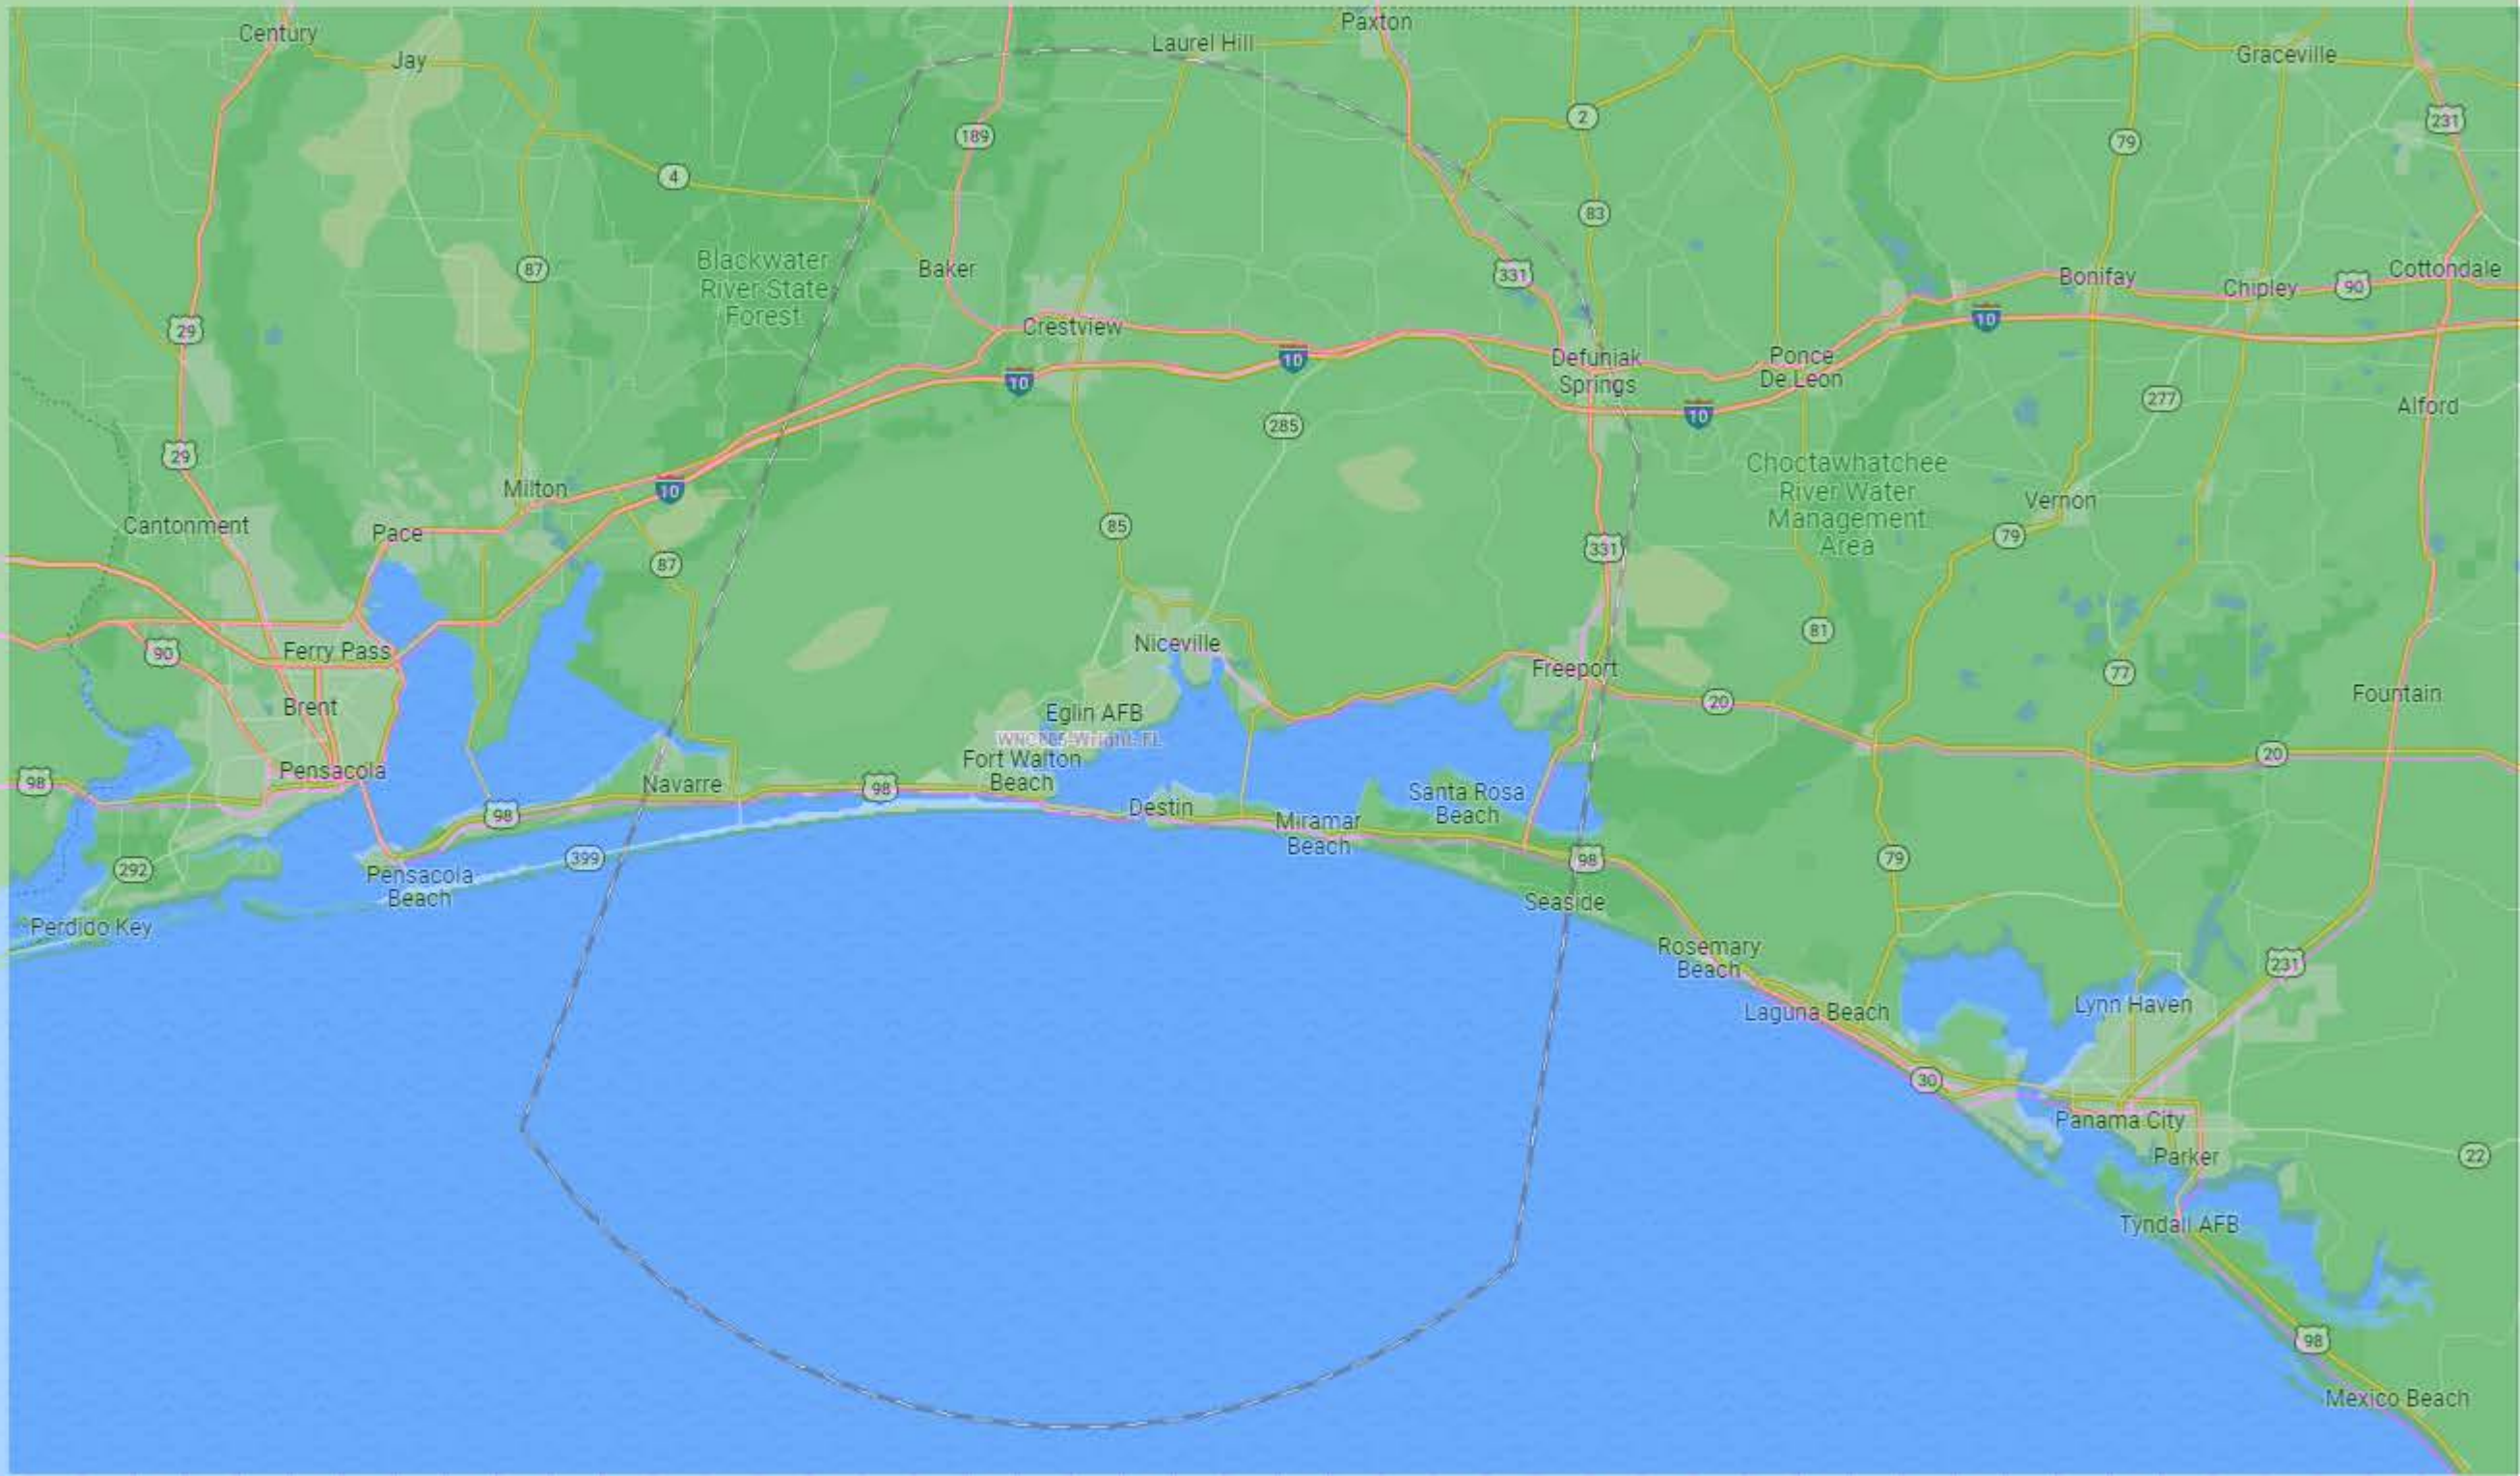 Century
Jay
Laurel Hill
Paxton
Graceville
189
2
79
231
4
83
Blackwater
River State
Forest
87
Baker
331
Bonifay
Chipley
90
Cottondale
29
Crestview
10
10
10
Defuniak
Springs
Ponce
De Leon
10
277
Alford
285
29
Milton
10
Choctawhatchee
River Water
Management
Area
Vernon
Cantonment
Pace
85
79
87
331
90
Ferry Pass
Niceville
81
Freeport
77
Brent
Eglin AFB
20
Fountain
WNC005-Wright, FL
Pensacola
98
Navarre
98
Fort Walton
Beach
20
98
Destin
Santa Rosa
Beach
Miramar
Beach
292
399
98
79
Pensacola
Beach
Seaside
Perdido Key
Rosemary
Beach
231
Laguna Beach
Lynn Haven
30
Panama City
Parker
22
Tyndall AFB
98
Mexico Beach